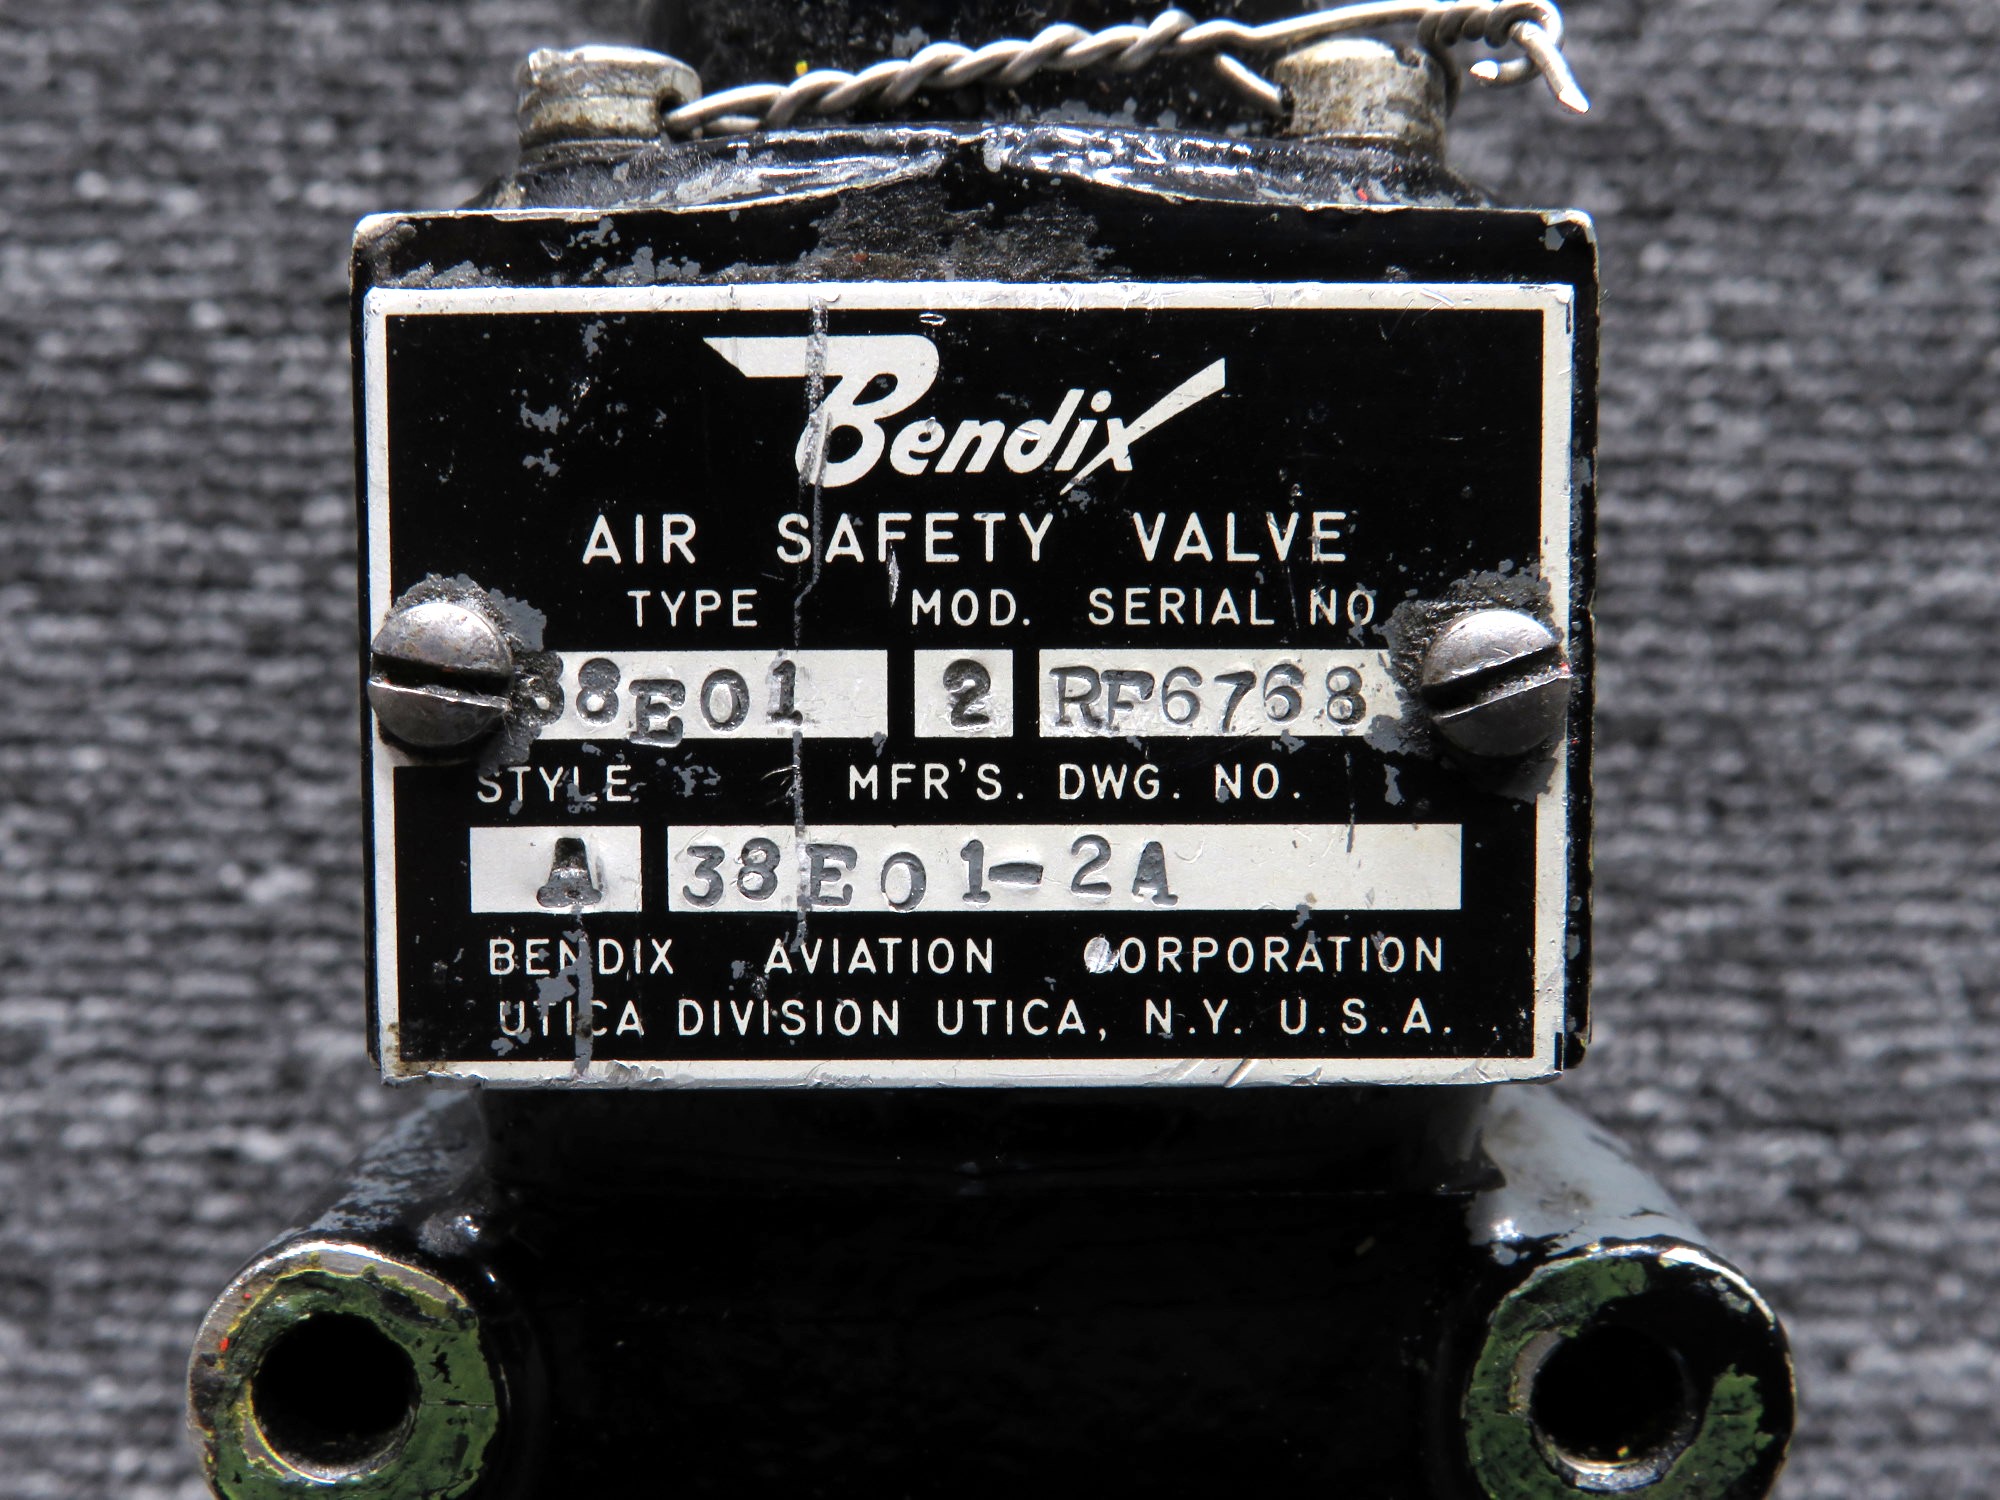 Bendix
AIR SAFETY VALVE
TYPE MOD. SERIAL NO
38E01 2 RF6768
STYLE MFR'S. DWG. NO.
A 38E01-2A
BENDIX AVIATION CORPORATION
UTICA DIVISION UTICA, N.Y. U.S.A.